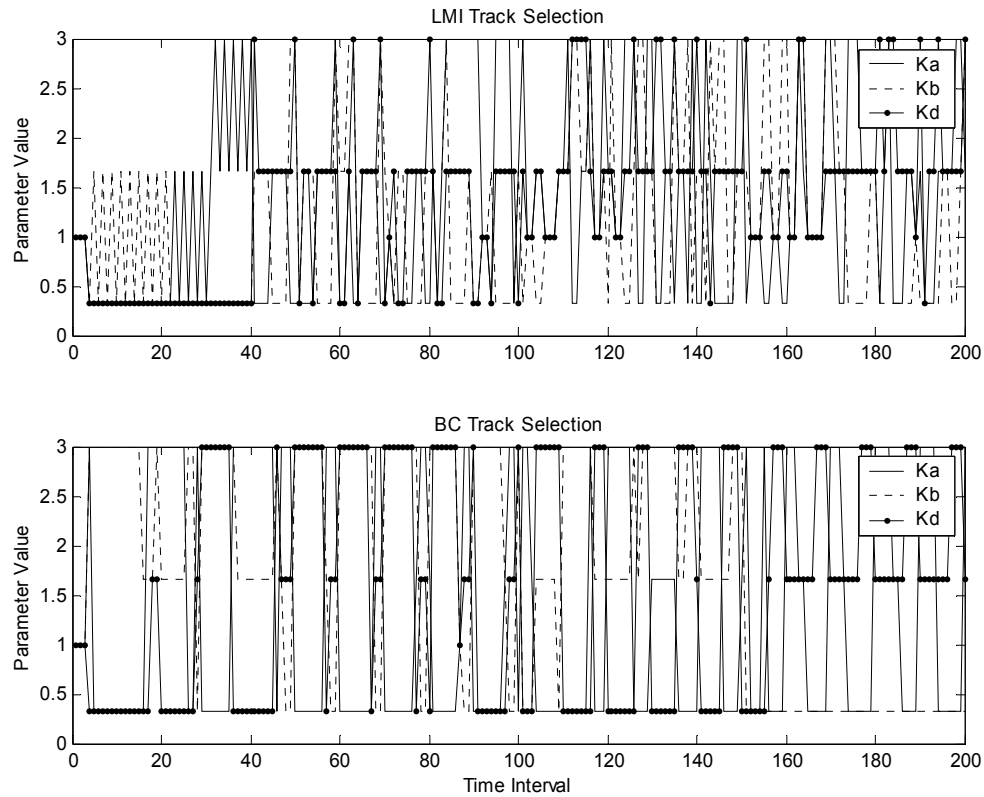 LMI Track Selection
3
2.5
2
1.5
1
0.5
0
Parameter Value
Ka
Kb
Kd
0 20 40 60 80 100 120 140 160 180 200
BC Track Selection
3
2.5
2
1.5
1
0.5
0
Parameter Value
Ka
Kb
Kd
0 20 40 60 80 100 120 140 160 180 200
Time Interval